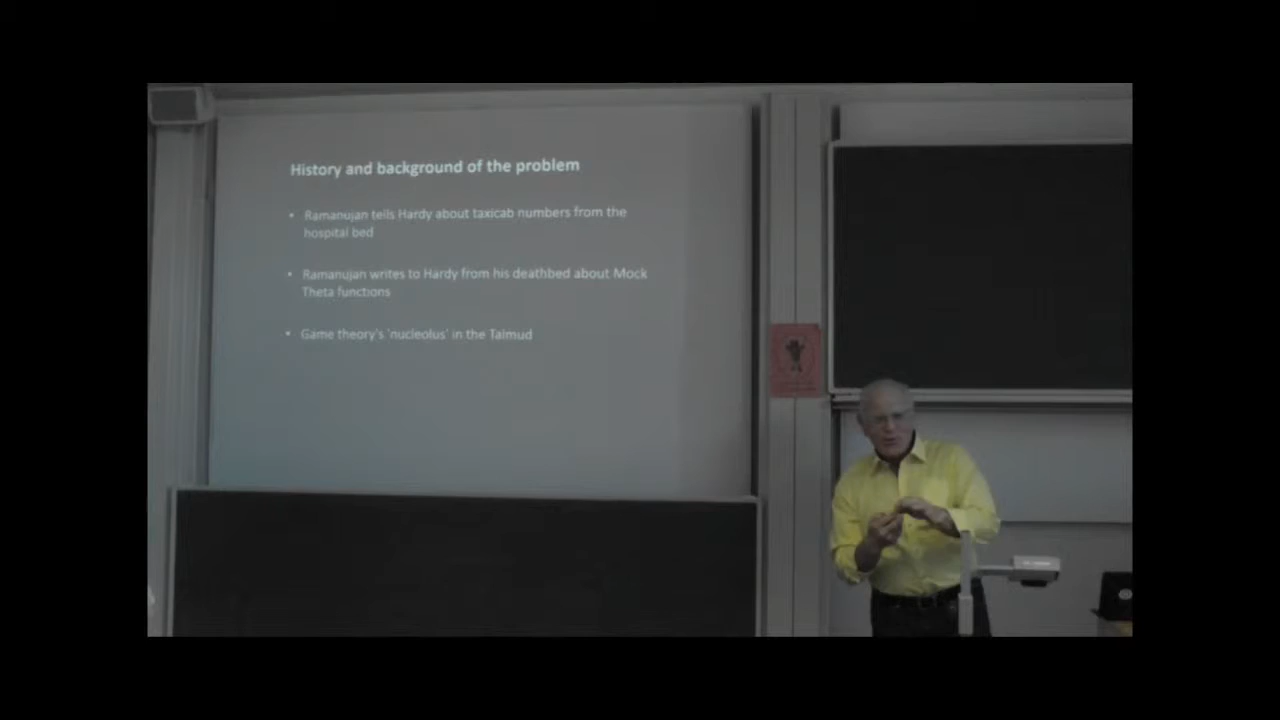 History and background of the problem
• Ramanujan tells Hardy about taxicab numbers from the
hospital bed
• Ramanujan writes to Hardy from his deathbed about Mock
Theta functions
• Game theory's 'nucleolus' in the Talmud